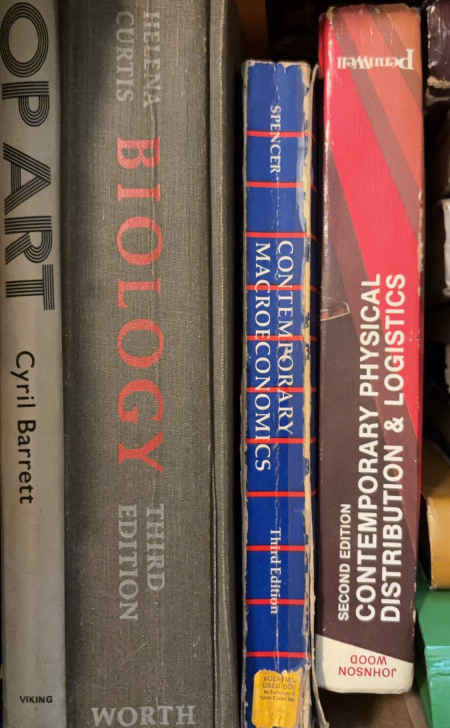 OP ART
Cyril Barrett
VIKING
HELENA
CURTIS
BIOLOGY
THIRD
EDITION
WORTH
SPENCER
CONTEMPORARY
MACROECONOMICS
Third Edition
PennWell
SECOND EDITION
CONTEMPORARY PHYSICAL
DISTRIBUTION & LOGISTICS
JOHNSON
WOOD